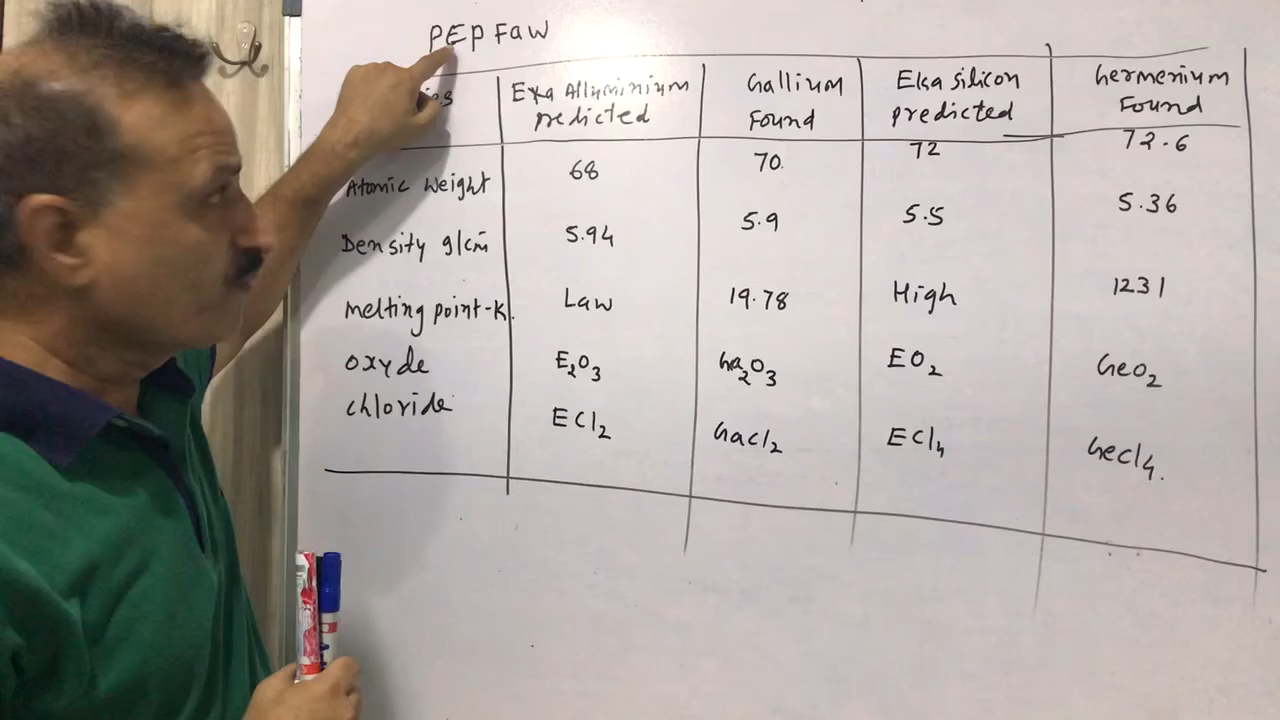 PEP FaW
Exa Alluminium Gallium Eka silicon Germenium
predicted Found predicted Found
Atomic Weight 68 70 72 72.6
Density g/cm 5.94 5.9 5.5 5.36
Melting point-K Law 19.78 High 1231
oxyde E₂O₃ Ga₂O₃ EO₂ GeO₂
chloride ECl₂ GaCl₂ ECl₄ GeCl₄.